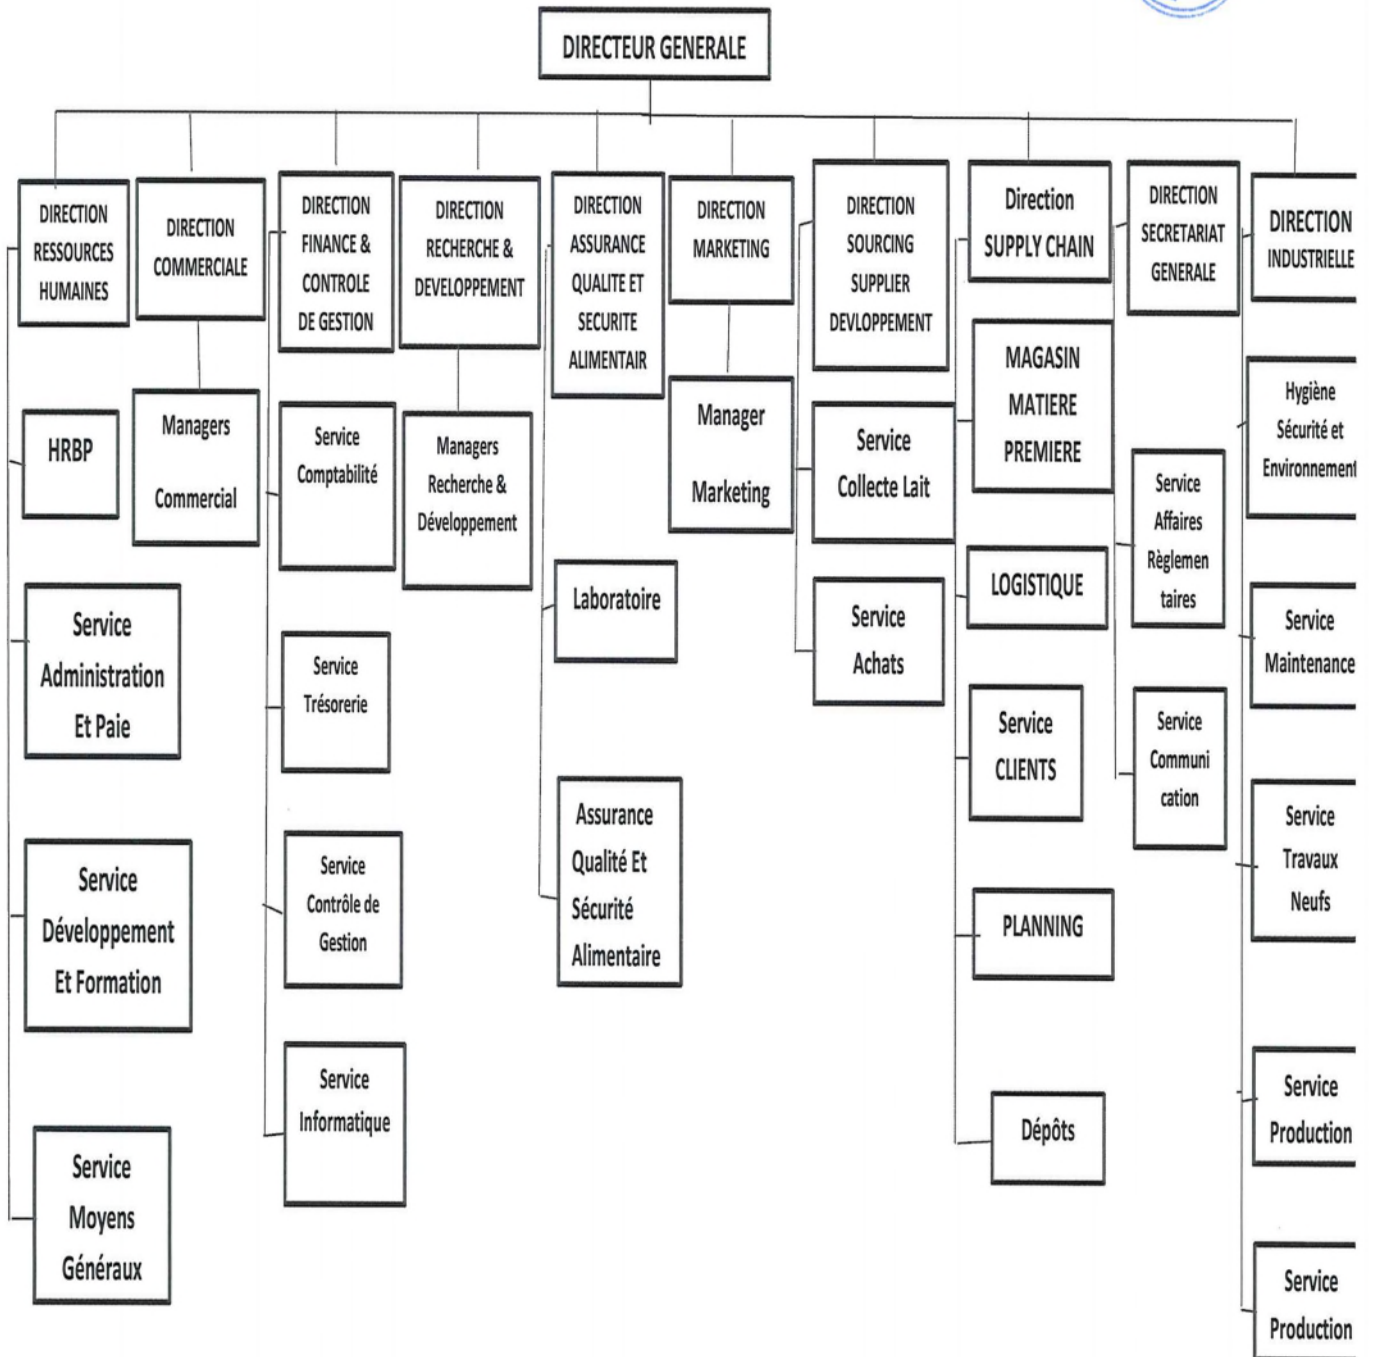 DIRECTEUR GENERALE
DIRECTION
RESSOURCES
HUMAINES
HRBP
Service
Administration
Et Paie
Service
Développement
Et Formation
Service
Moyens
Généraux
DIRECTION
COMMERCIALE
Managers
Commercial
DIRECTION
FINANCE &
CONTROLE
DE GESTION
Service
Comptabilité
Service
Trésorerie
Service
Contrôle de
Gestion
Service
Informatique
DIRECTION
RECHERCHE &
DEVELOPPEMENT
Managers
Recherche &
Développement
DIRECTION
ASSURANCE
QUALITE ET
SECURITE
ALIMENTAIR
Laboratoire
Assurance
Qualité Et
Sécurité
Alimentaire
DIRECTION
MARKETING
Manager
Marketing
DIRECTION
SOURCING
SUPPLIER
DEVLOPPEMENT
Service
Collecte Lait
Service
Achats
Direction
SUPPLY CHAIN
MAGASIN
MATIERE
PREMIERE
LOGISTIQUE
Service
CLIENTS
PLANNING
Dépôts
DIRECTION
SECRETARIAT
GENERALE
Service
Affaires
Règlemen
taires
Service
Communi
cation
DIRECTION
INDUSTRIELLE
Hygiène
Sécurité et
Environnement
Service
Maintenance
Service
Travaux
Neufs
Service
Production
Service
Production